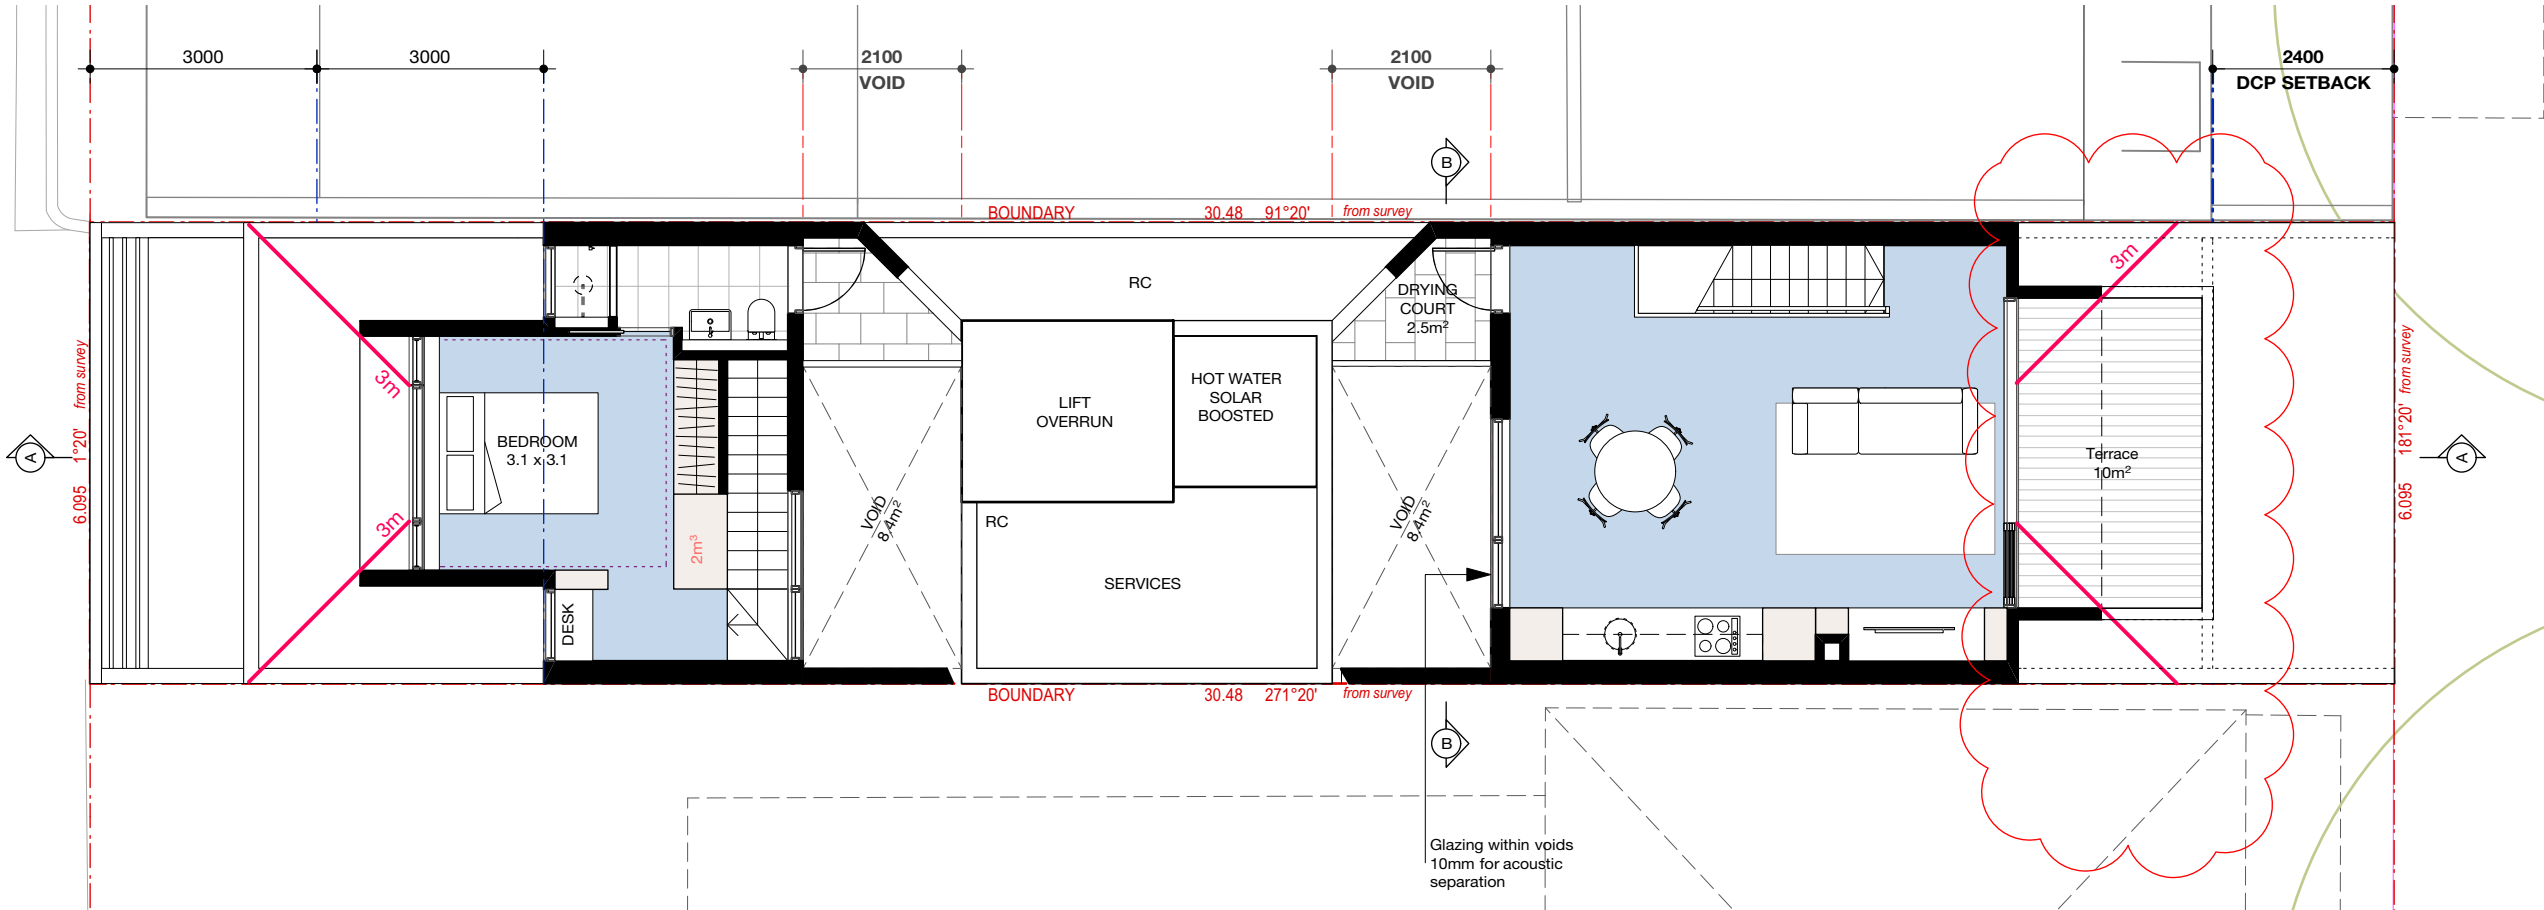 3000
3000
2100
VOID
2100
VOID
2400
DCP SETBACK
B
BOUNDARY 30.48 91°20' from survey
3m
RC
DRYING
COURT
2.5m²
3m
LIFT
OVERRUN
HOT WATER
SOLAR
BOOSTED
BEDROOM
3.1 x 3.1
A
6.095 1°20' from survey
3m
VOID
8.4m²
RC
2m³
SERVICES
VOID
8.4m²
Terrace
10m²
A
6.095 181°20' from survey
DESK
BOUNDARY 30.48 271°20' from survey
B
Glazing within voids
10mm for acoustic
separation